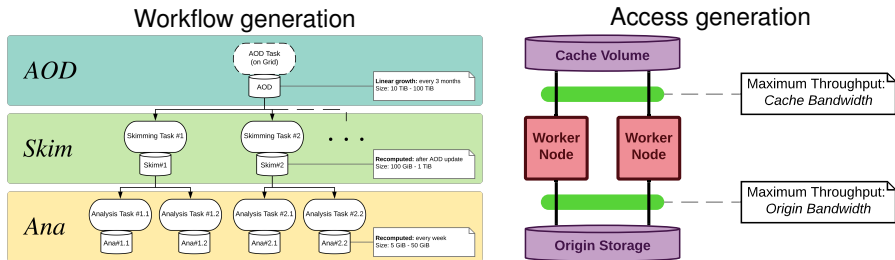 Workflow generation
AOD
AOD Task
(on Grid)
AOD
Linear growth: every 3 months
Size: 10 TiB - 100 TiB
Skim
Skimming Task #1
Skim#1
Skimming Task #2
Skim#2
. . .
Recomputed: after AOD update
Size: 100 GiB - 1 TiB
Ana
Analysis Task #1.1
Ana#1.1
Analysis Task #1.2
Ana#1.2
Analysis Task #2.1
Ana#2.1
Analysis Task #2.2
Ana#2.2
Recomputed: every week
Size: 5 GiB - 50 GiB
Access generation
Cache Volume
Maximum Throughput:
Cache Bandwidth
Worker
Node
Worker
Node
Maximum Throughput:
Origin Bandwidth
Origin Storage